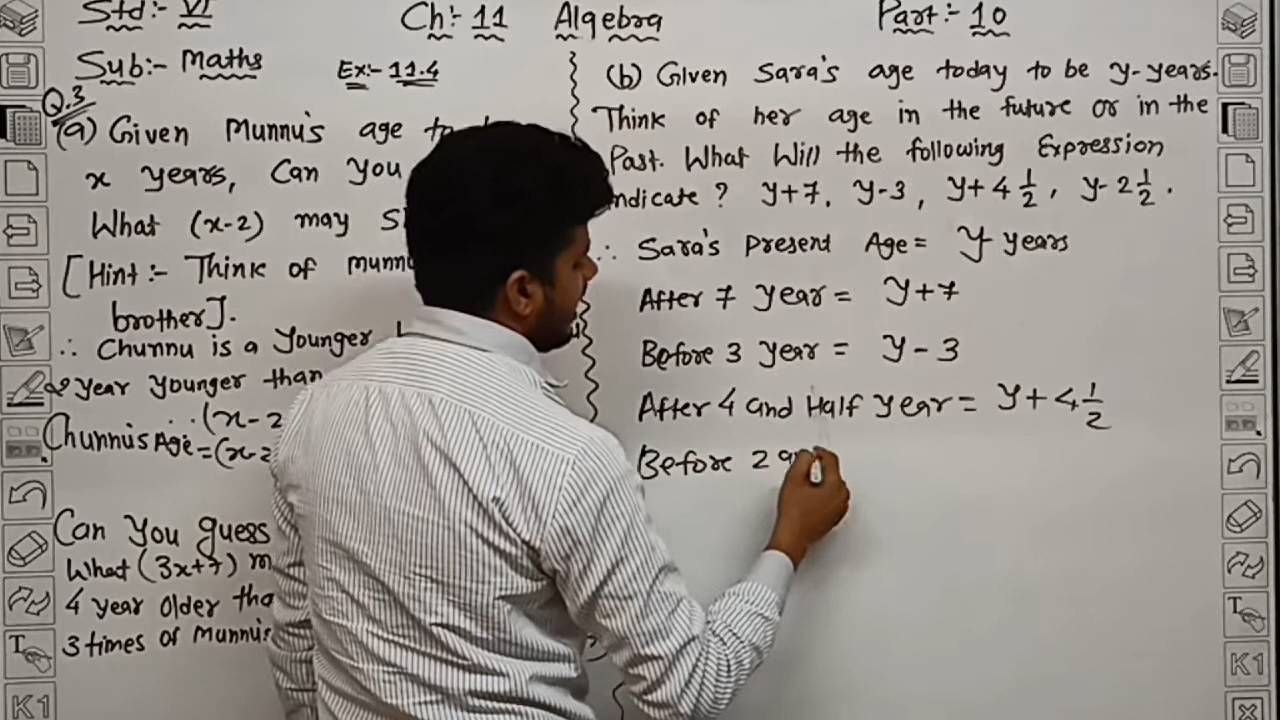 Std:- VI
Ch:- 11 Algebra
Part:- 10
Sub:- Maths
Ex:- 11.4
Q.3
(a) Given Munnu's age to
x years, Can You
What (x-2) may
[Hint:- Think of
brother].
∴ Chunnu is a Younger
2 year younger than
∴ (x-2
Chunnu's Age = (x-2
Can You guess
What (3x+7)
4 year older
3 times of Munnu's
(b) Given Sara's age today to be y-years.
Think of her age in the future or in the
Past. What Will the following Expression
indicate ? y+7, y-3, y+4 1/2, y-2 1/2.
∴ Sara's Present Age = y years
After 7 year = y+7
Before 3 year = y-3
After 4 and Half year = y+4 1/2
Before 2
T
K1
T
K1